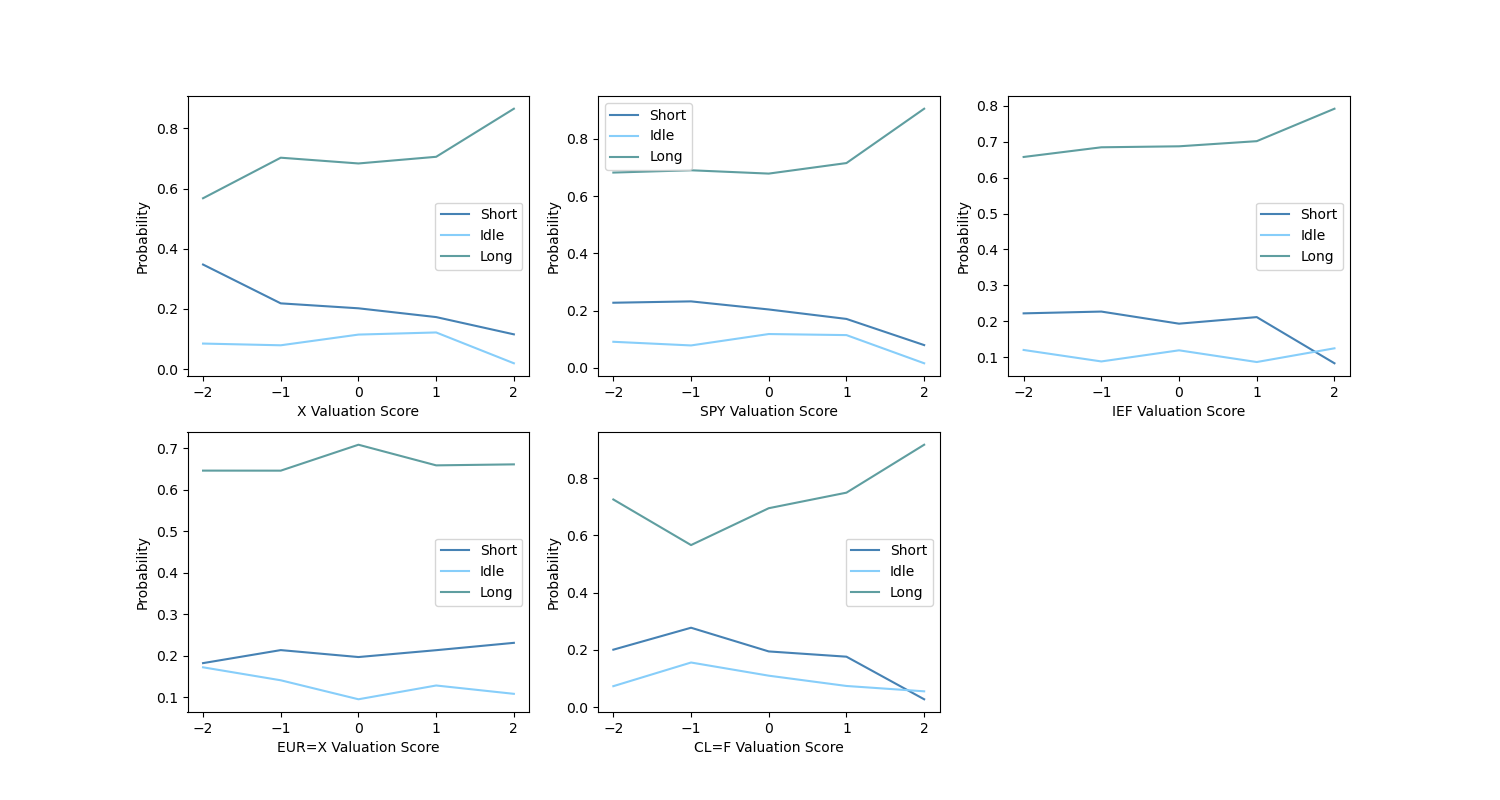 0.8
0.6
0.4
0.2
0.0
Probability
−2 −1 0 1 2
X Valuation Score
Short
Idle
Long
0.8
0.6
0.4
0.2
0.0
Probability
−2 −1 0 1 2
SPY Valuation Score
Short
Idle
Long
0.8
0.7
0.6
0.5
0.4
0.3
0.2
0.1
Probability
−2 −1 0 1 2
IEF Valuation Score
Short
Idle
Long
0.7
0.6
0.5
0.4
0.3
0.2
0.1
Probability
−2 −1 0 1 2
EUR=X Valuation Score
Short
Idle
Long
0.8
0.6
0.4
0.2
0.0
Probability
−2 −1 0 1 2
CL=F Valuation Score
Short
Idle
Long